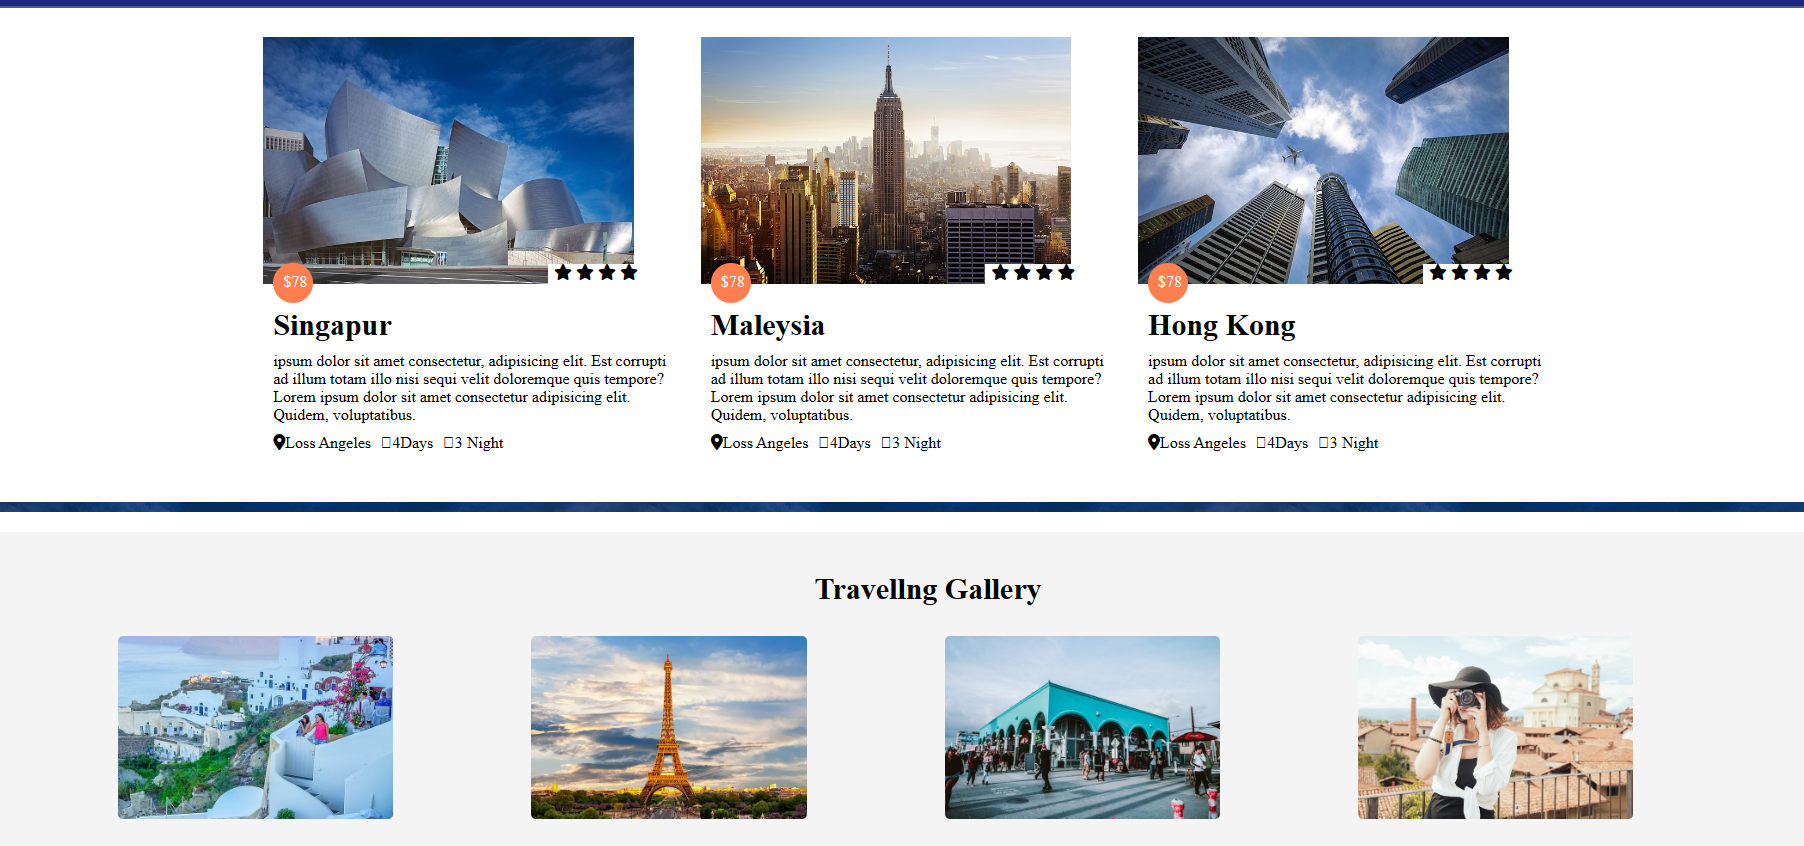 $78
Singapur
ipsum dolor sit amet consectetur, adipisicing elit. Est corrupti
ad illum totam illo nisi sequi velit doloremque quis tempore?
Lorem ipsum dolor sit amet consectetur adipisicing elit.
Quidem, voluptatibus.
Loss Angeles 4Days 3 Night
$78
Maleysia
ipsum dolor sit amet consectetur, adipisicing elit. Est corrupti
ad illum totam illo nisi sequi velit doloremque quis tempore?
Lorem ipsum dolor sit amet consectetur adipisicing elit.
Quidem, voluptatibus.
Loss Angeles 4Days 3 Night
$78
Hong Kong
ipsum dolor sit amet consectetur, adipisicing elit. Est corrupti
ad illum totam illo nisi sequi velit doloremque quis tempore?
Lorem ipsum dolor sit amet consectetur adipisicing elit.
Quidem, voluptatibus.
Loss Angeles 4Days 3 Night
Travellng Gallery